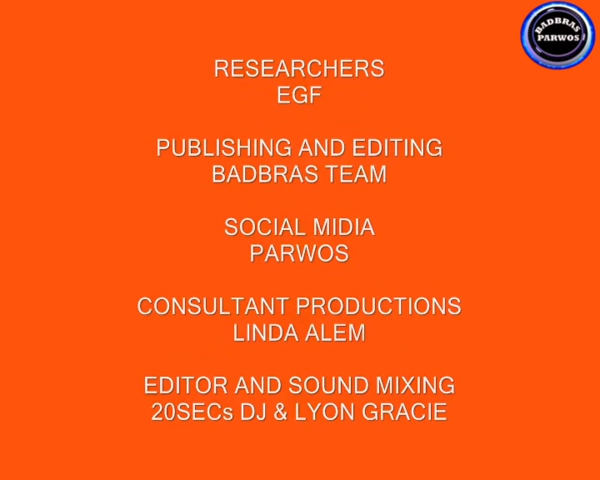 BADBRAS
PARWOS
RESEARCHERS
EGF
PUBLISHING AND EDITING
BADBRAS TEAM
SOCIAL MIDIA
PARWOS
CONSULTANT PRODUCTIONS
LINDA ALEM
EDITOR AND SOUND MIXING
20SECs DJ & LYON GRACIE